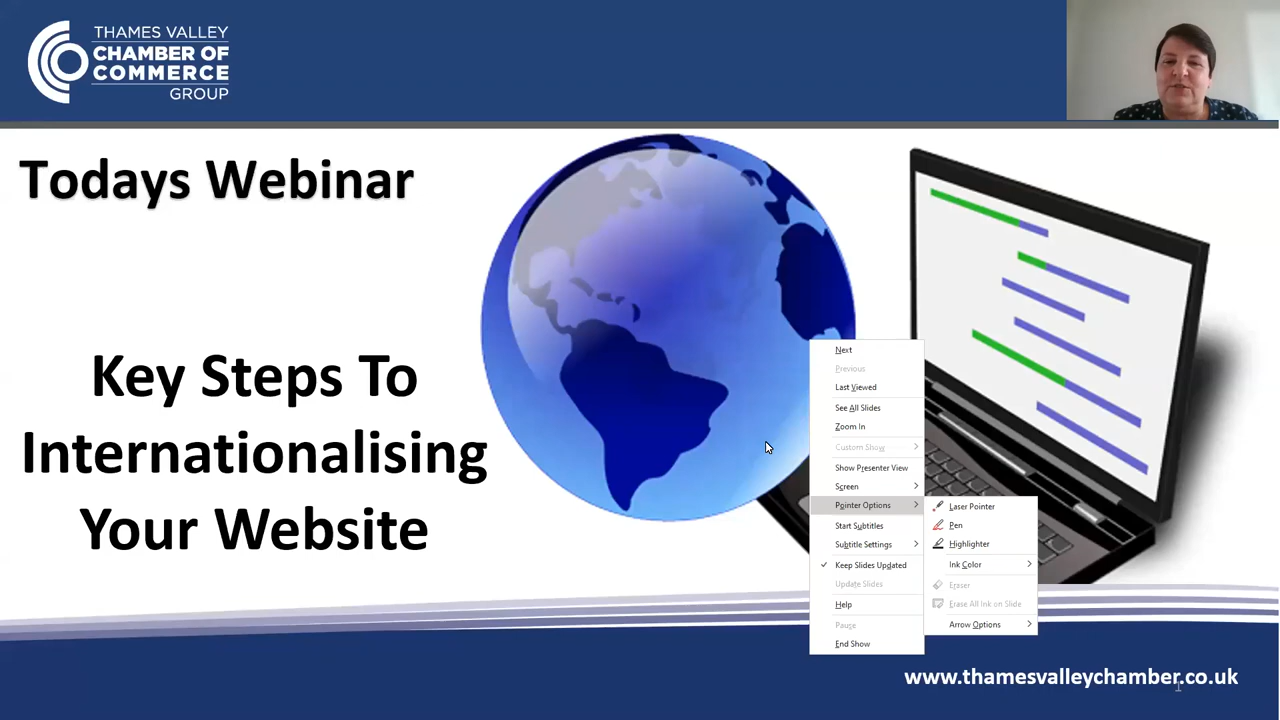 THAMES VALLEY
CHAMBER OF
COMMERCE
GROUP
Todays Webinar
Key Steps To
Internationalising
Your Website
Next
Previous
Last Viewed
See All Slides
Zoom In
Custom Show
Show Presenter View
Screen
Pointer Options
Start Subtitles
Subtitle Settings
Keep Slides Updated
Update Slides
Help
Pause
End Show
Laser Pointer
Pen
Highlighter
Ink Color
Eraser
Erase All Ink on Slide
Arrow Options
www.thamesvalleychamber.co.uk